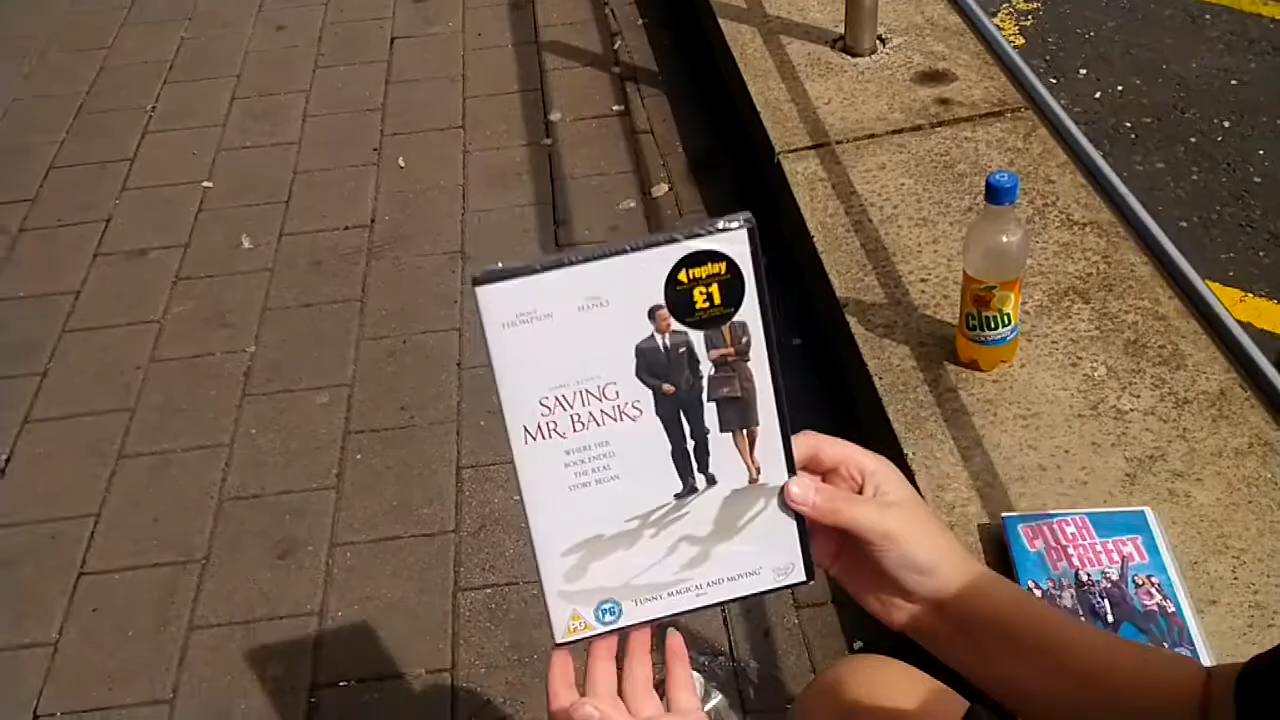 replay
£1
EMMA THOMPSON
TOM HANKS
SAVING
MR. BANKS
WHERE HER
BOOK ENDED,
THE REAL
STORY BEGAN.
"FUNNY, MAGICAL AND MOVING"
PG
PG
club
PITCH
PERFECT